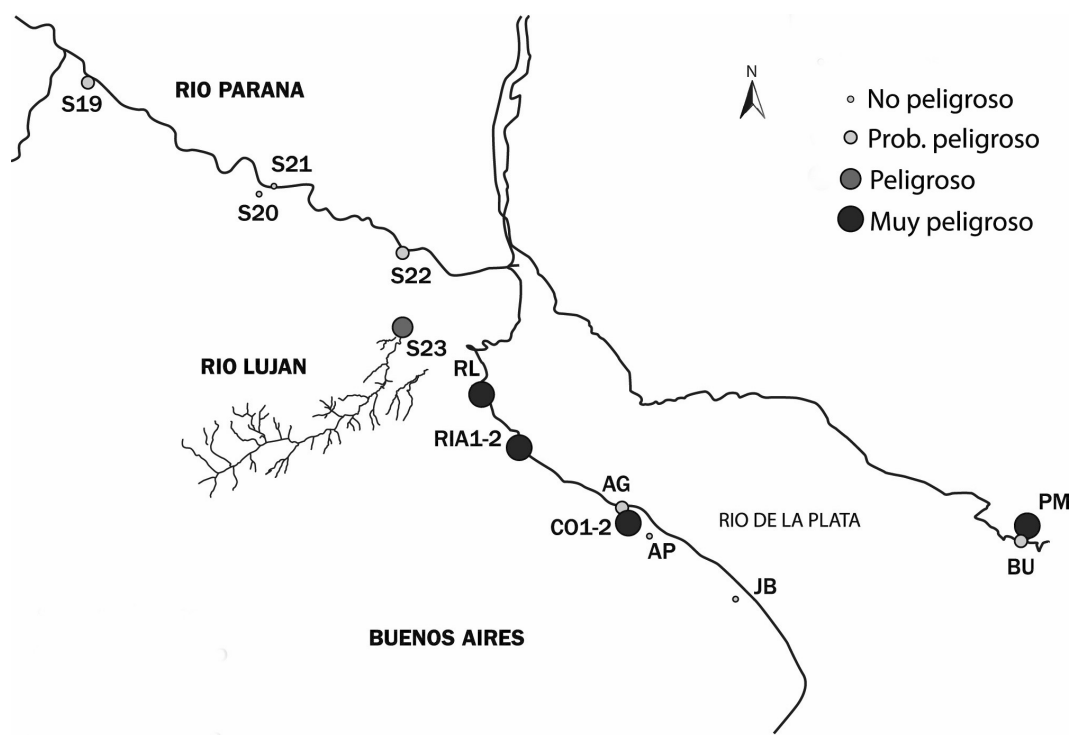 N
RIO PARANA
S19
S21
S20
S22
No peligroso
Prob. peligroso
Peligroso
Muy peligroso
RIO LUJAN
S23
RL
RIA1-2
AG
CO1-2
AP
RIO DE LA PLATA
PM
BU
JB
BUENOS AIRES